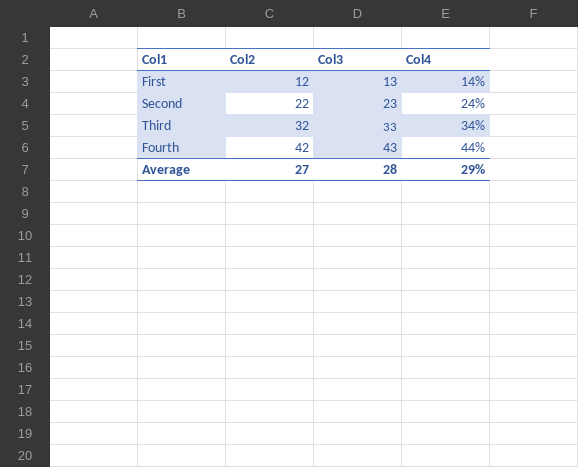 A B C D E F
1
2 Col1 Col2 Col3 Col4
3 First 12 13 14%
4 Second 22 23 24%
5 Third 32 33 34%
6 Fourth 42 43 44%
7 Average 27 28 29%
8
9
10
11
12
13
14
15
16
17
18
19
20